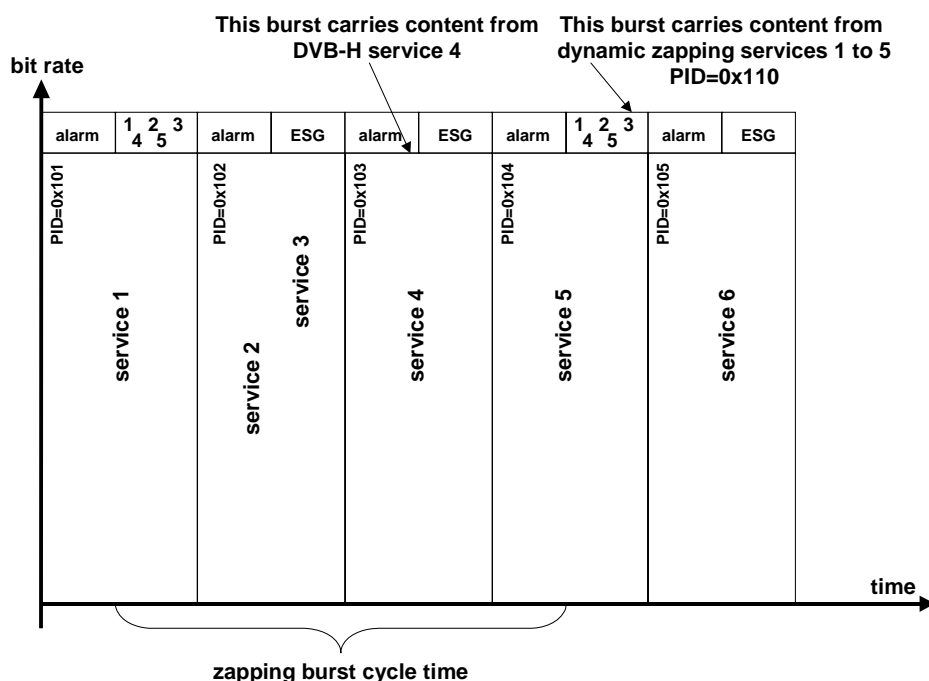 This burst carries content from
DVB-H service 4
This burst carries content from
dynamic zapping services 1 to 5
PID=0x110
bit rate
alarm
1 2 3
4 5
alarm
ESG
alarm
ESG
alarm
1 2 3
4 5
alarm
ESG
PID=0x101
PID=0x102
PID=0x103
PID=0x104
PID=0x105
service 1
service 2
service 3
service 4
service 5
service 6
time
zapping burst cycle time